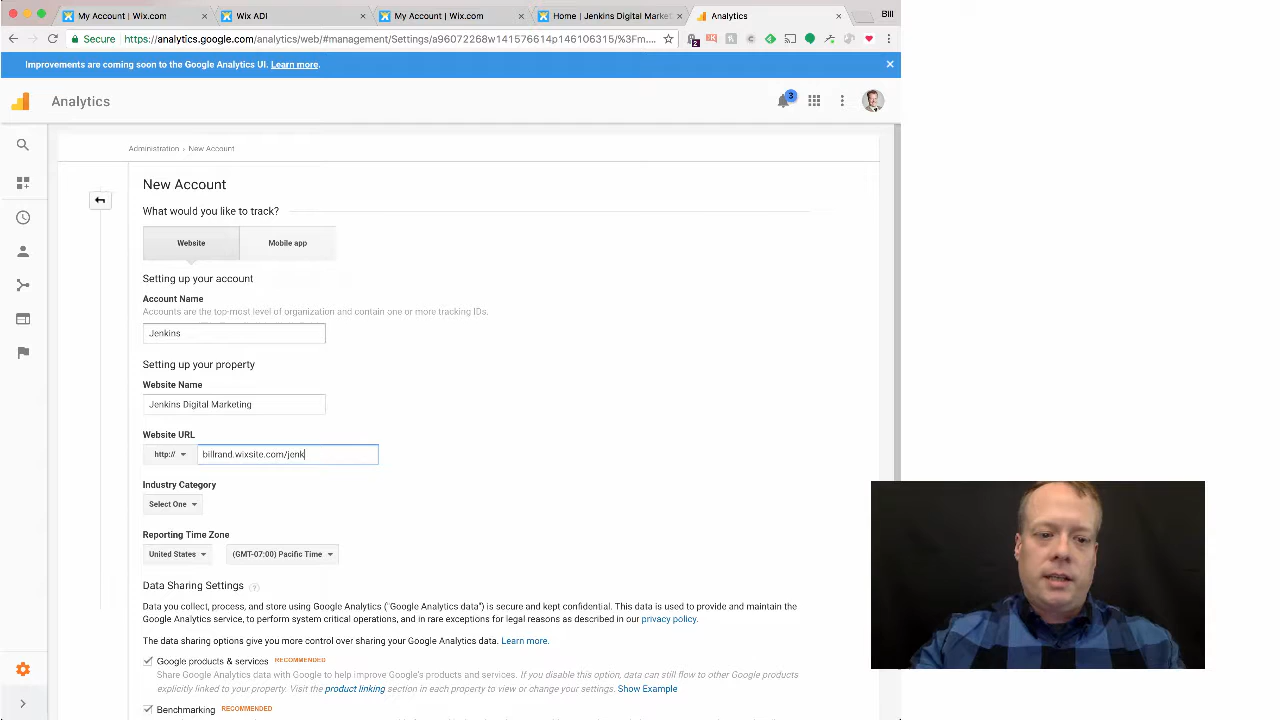 My Account | Wix.com
Wix ADI
My Account | Wix.com
Home | Jenkins Digital Market
Analytics
Bill
Secure
https://analytics.google.com/analytics/web/#management/Settings/a96072268w141576614p146106315/%3Fm....
2
Improvements are coming soon to the Google Analytics UI. Learn more.
Analytics
3
Administration › New Account
New Account
What would you like to track?
Website
Mobile app
Setting up your account
Account Name
Accounts are the top-most level of organization and contain one or more tracking IDs.
Jenkins
Setting up your property
Website Name
Jenkins Digital Marketing
Website URL
http://
billrand.wixsite.com/jenk
Industry Category
Select One
Reporting Time Zone
United States
(GMT-07:00) Pacific Time
Data Sharing Settings ?
Data you collect, process, and store using Google Analytics ("Google Analytics data") is secure and kept confidential. This data is used to provide and maintain the
Google Analytics service, to perform system critical operations, and in rare exceptions for legal reasons as described in our privacy policy.
The data sharing options give you more control over sharing your Google Analytics data. Learn more.
Google products & services RECOMMENDED
Share Google Analytics data with Google to help improve Google's products and services. If you disable this option, data can still flow to other Google products
explicitly linked to your property. Visit the product linking section in each property to view or change your settings. Show Example
Benchmarking RECOMMENDED